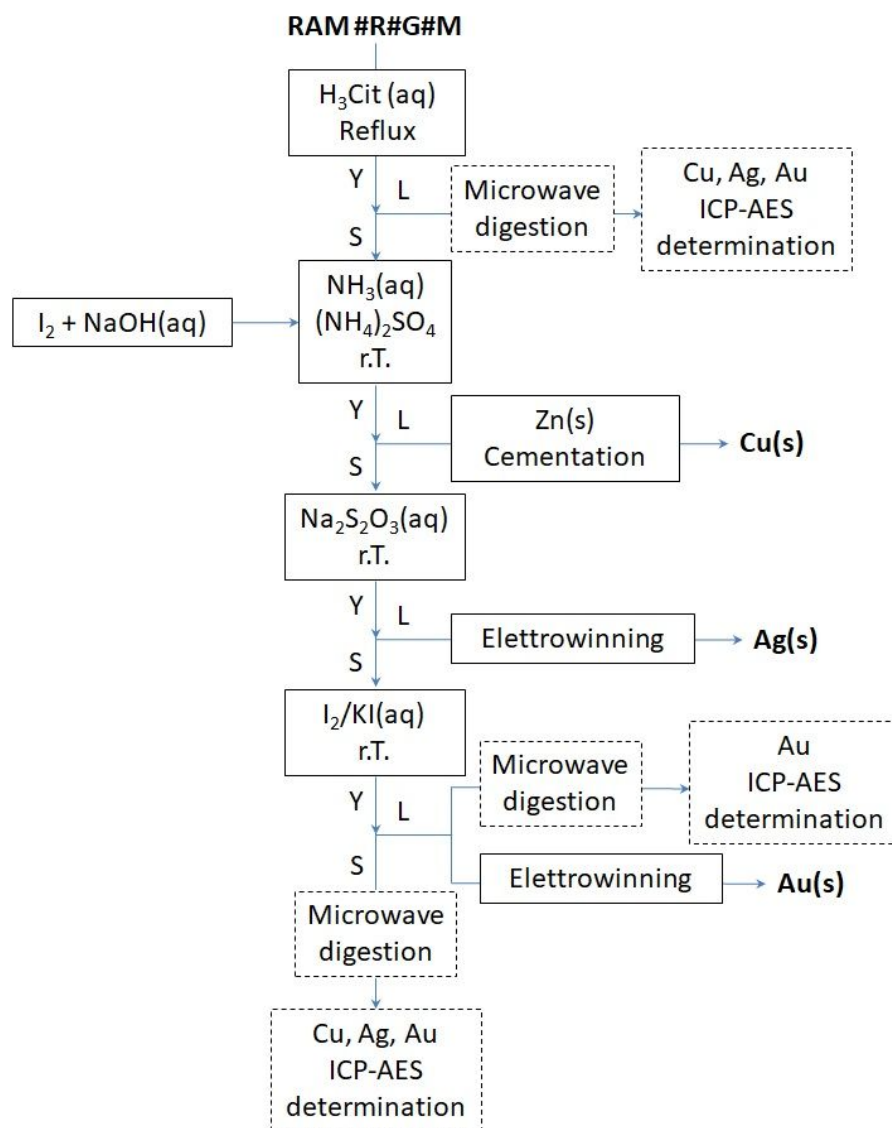 RAM #R#G#M
H₃Cit (aq)
Reflux
Y
L
S
Microwave
digestion
Cu, Ag, Au
ICP-AES
determination
I₂ + NaOH(aq)
NH₃(aq)
(NH₄)₂SO₄
r.T.
Y
L
S
Zn(s)
Cementation
Cu(s)
Na₂S₂O₃(aq)
r.T.
Y
L
S
Elettrowinning
Ag(s)
I₂/KI(aq)
r.T.
Y
L
S
Microwave
digestion
Au
ICP-AES
determination
Elettrowinning
Au(s)
Microwave
digestion
Cu, Ag, Au
ICP-AES
determination